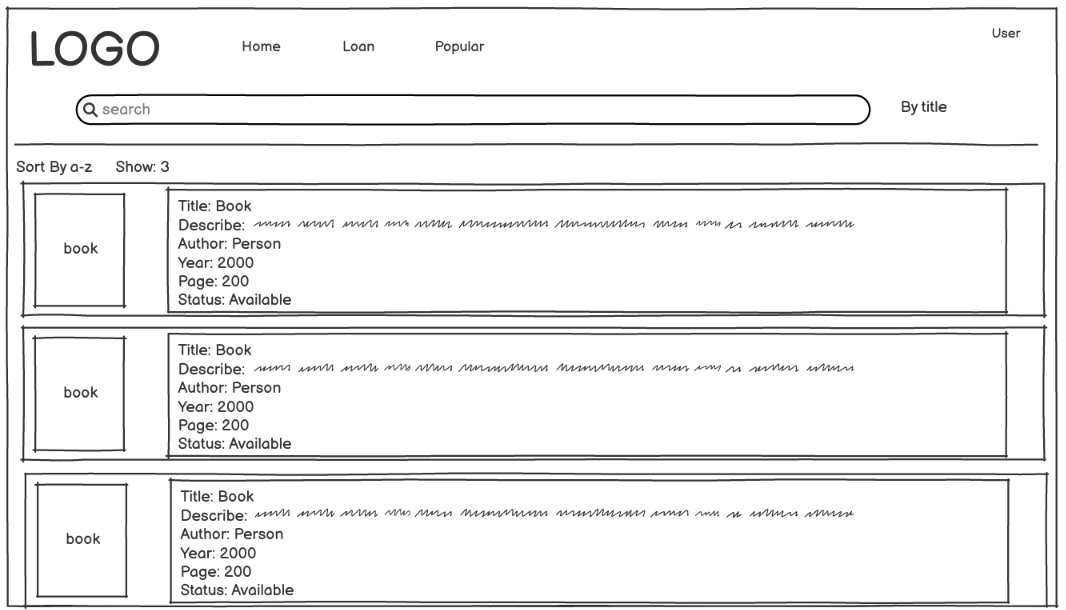 LOGO
Home Loan Popular User
search By title
Sort By a-z Show: 3
book
Title: Book
Describe:
Author: Person
Year: 2000
Page: 200
Status: Available
book
Title: Book
Describe:
Author: Person
Year: 2000
Page: 200
Status: Available
book
Title: Book
Describe:
Author: Person
Year: 2000
Page: 200
Status: Available